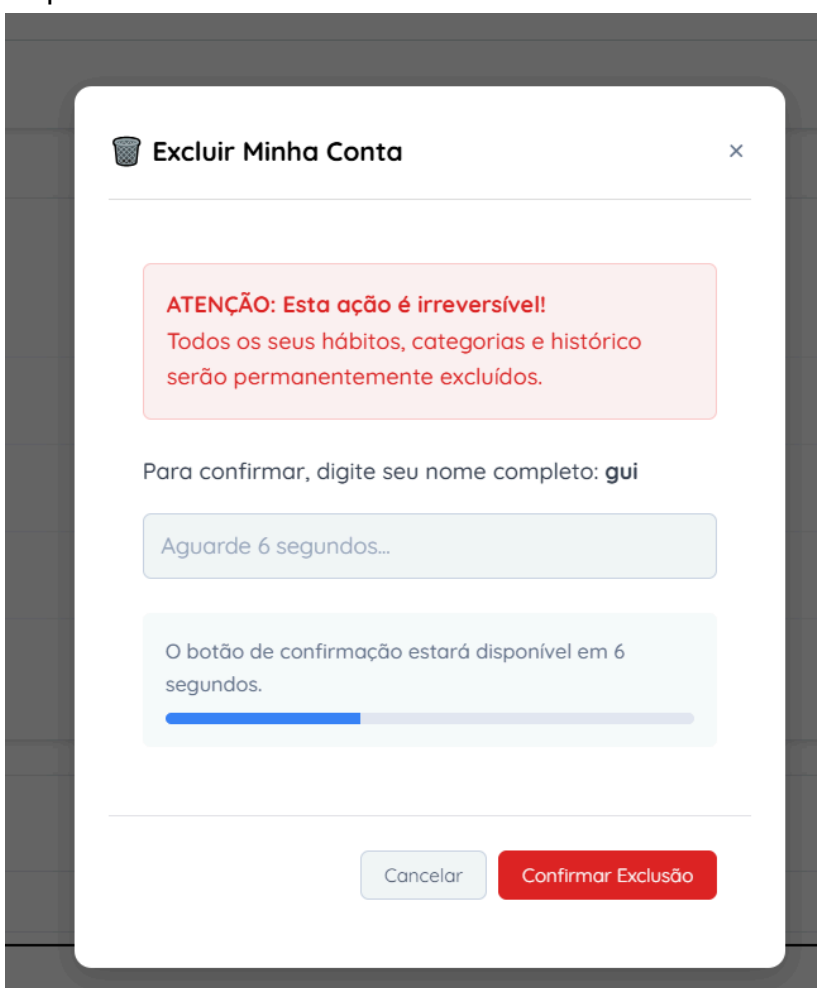 Excluir Minha Conta
×
ATENÇÃO: Esta ação é irreversível!
Todos os seus hábitos, categorias e histórico
serão permanentemente excluídos.
Para confirmar, digite seu nome completo: gui
Aguarde 6 segundos...
O botão de confirmação estará disponível em 6
segundos.
Cancelar
Confirmar Exclusão